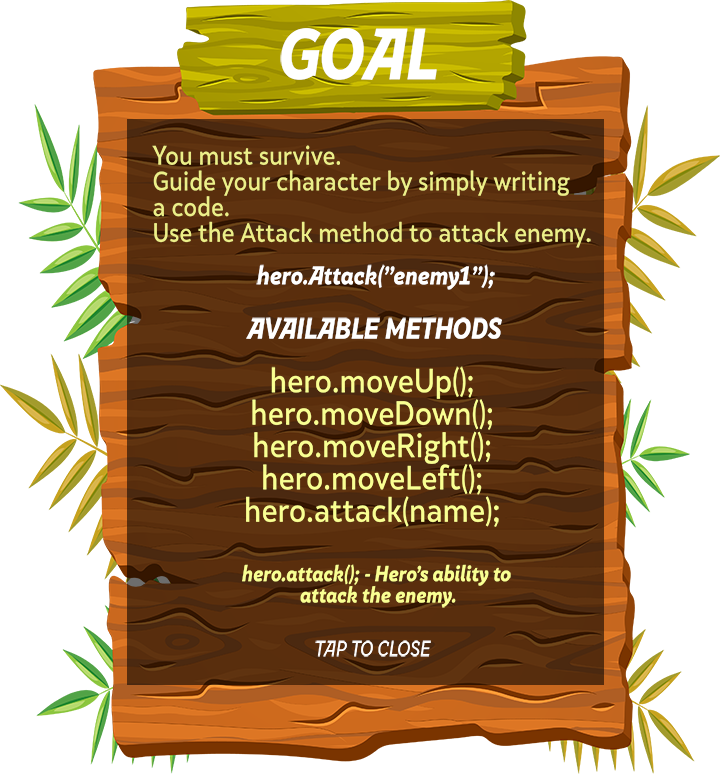 GOAL
You must survive.
Guide your character by simply writing
a code.
Use the Attack method to attack enemy.
hero.Attack(”enemy1”);
AVAILABLE METHODS
hero.moveUp();
hero.moveDown();
hero.moveRight();
hero.moveLeft();
hero.attack(name);
hero.attack(); - Hero’s ability to
attack the enemy.
TAP TO CLOSE